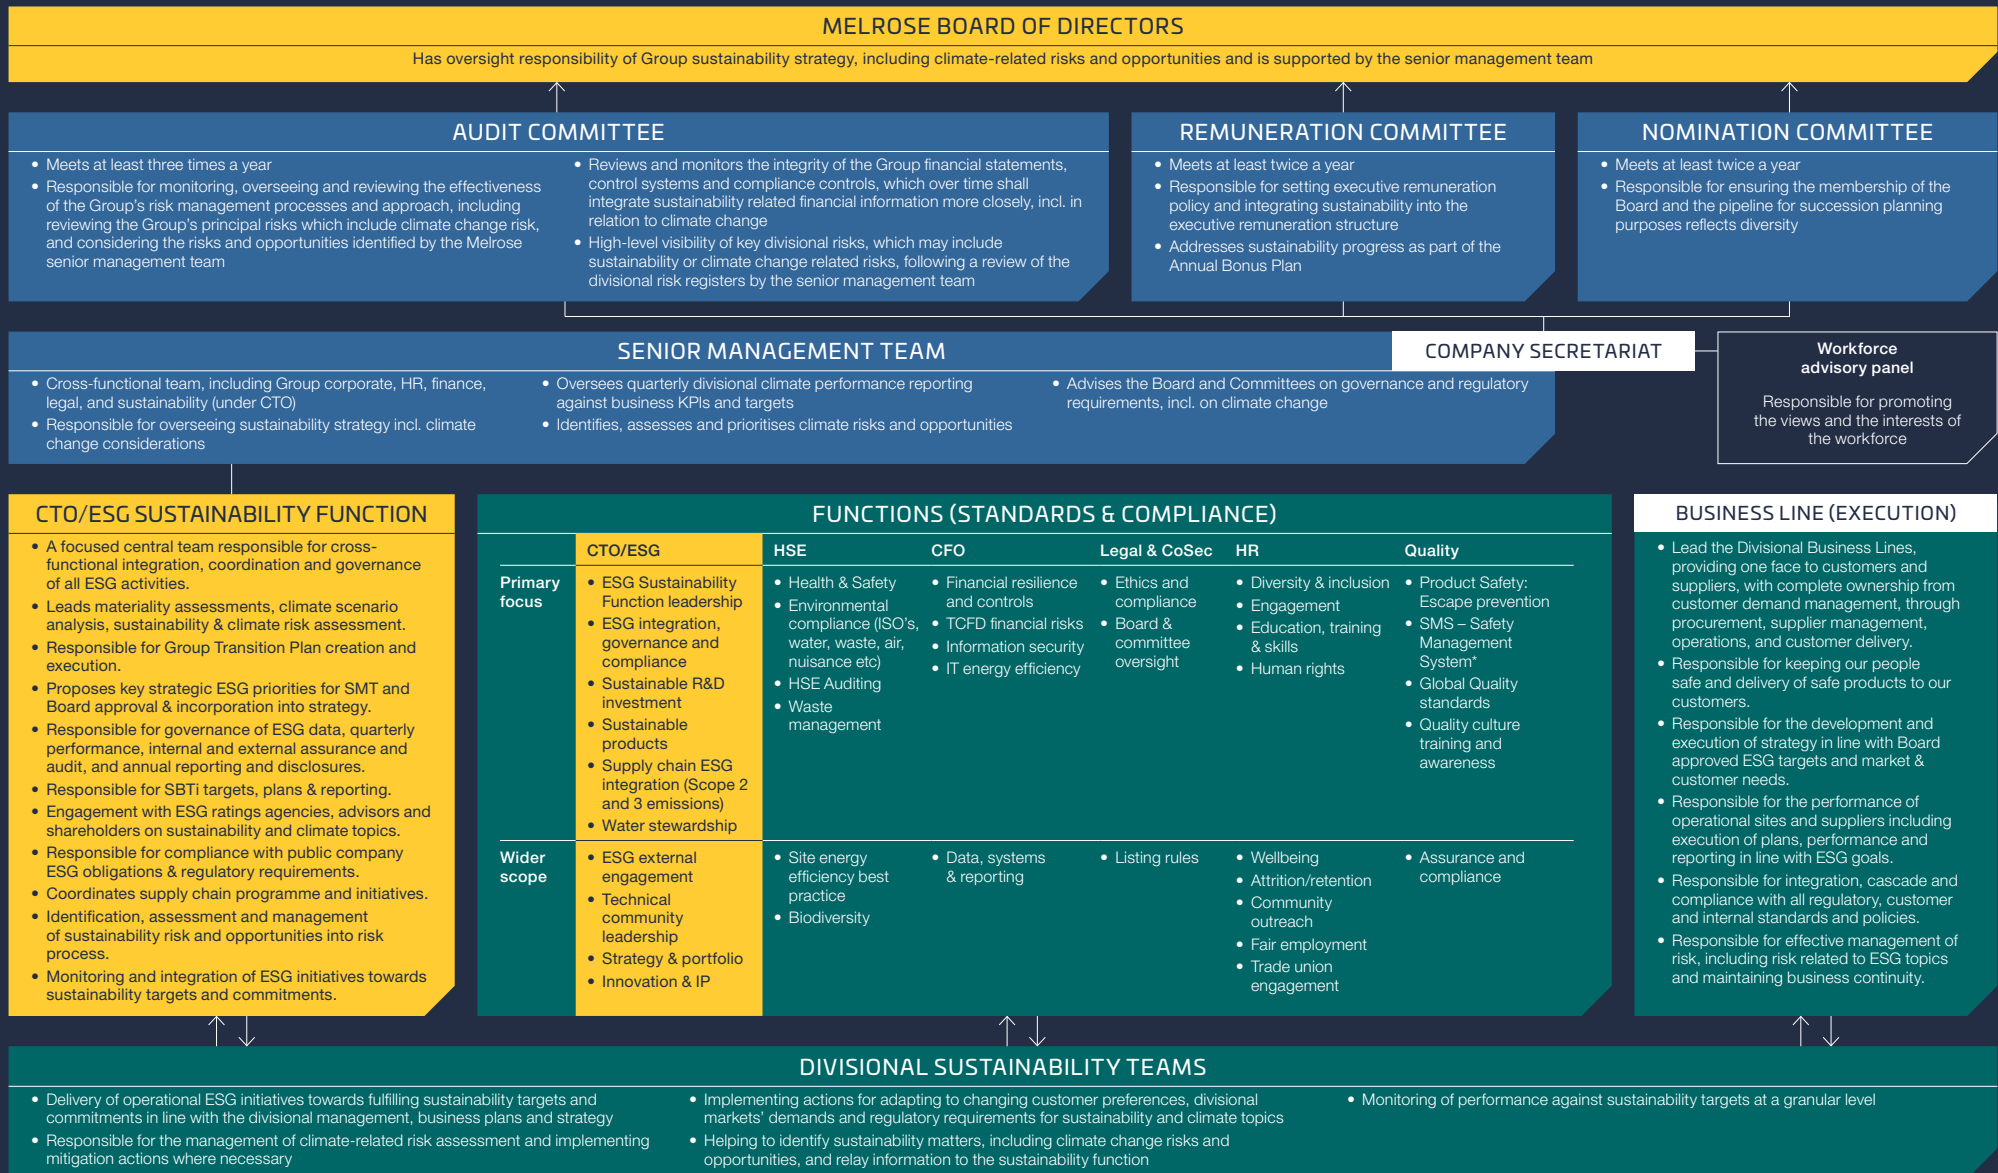 MELROSE BOARD OF DIRECTORS
Has oversight responsibility of Group sustainability strategy, including climate-related risks and opportunities and is supported by the senior management team
AUDIT COMMITTEE
• Meets at least three times a year
• Responsible for monitoring, overseeing and reviewing the effectiveness
of the Group's risk management processes and approach, including
reviewing the Group's principal risks which include climate change risk,
and considering the risks and opportunities identified by the Melrose
senior management team
• Reviews and monitors the integrity of the Group financial statements,
control systems and compliance controls, which over time shall
integrate sustainability related financial information more closely, incl. in
relation to climate change
• High-level visibility of key divisional risks, which may include
sustainability or climate change related risks, following a review of the
divisional risk registers by the senior management team
REMUNERATION COMMITTEE
• Meets at least twice a year
• Responsible for setting executive remuneration
policy and integrating sustainability into the
executive remuneration structure
• Addresses sustainability progress as part of the
Annual Bonus Plan
NOMINATION COMMITTEE
• Meets at least twice a year
• Responsible for ensuring the membership of the
Board and the pipeline for succession planning
purposes reflects diversity
SENIOR MANAGEMENT TEAM
• Cross-functional team, including Group corporate, HR, finance,
legal, and sustainability (under CTO)
• Responsible for overseeing sustainability strategy incl. climate
change considerations
• Oversees quarterly divisional climate performance reporting
against business KPIs and targets
• Identifies, assesses and prioritises climate risks and opportunities
• Advises the Board and Committees on governance and regulatory
requirements, incl. on climate change
COMPANY SECRETARIAT
Workforce
advisory panel
Responsible for promoting
the views and the interests of
the workforce
CTO/ESG SUSTAINABILITY FUNCTION
• A focused central team responsible for cross-
functional integration, coordination and governance
of all ESG activities.
• Leads materiality assessments, climate scenario
analysis, sustainability & climate risk assessment.
• Responsible for Group Transition Plan creation and
execution.
• Proposes key strategic ESG priorities for SMT and
Board approval & incorporation into strategy.
• Responsible for governance of ESG data, quarterly
performance, internal and external assurance and
audit, and annual reporting and disclosures.
• Responsible for SBTi targets, plans & reporting.
• Engagement with ESG ratings agencies, advisors and
shareholders on sustainability and climate topics.
• Responsible for compliance with public company
ESG obligations & regulatory requirements.
• Coordinates supply chain programme and initiatives.
• Identification, assessment and management
of sustainability risk and opportunities into risk
process.
• Monitoring and integration of ESG initiatives towards
sustainability targets and commitments.
FUNCTIONS (STANDARDS & COMPLIANCE)
CTO/ESG
HSE
CFO
Legal & CoSec
HR
Quality
Primary
focus
• ESG Sustainability
Function leadership
• ESG integration,
governance and
compliance
• Sustainable R&D
investment
• Sustainable
products
• Supply chain ESG
integration (Scope 2
and 3 emissions)
• Water stewardship
• Health & Safety
• Environmental
compliance (ISO's,
water, waste, air,
nuisance etc)
• HSE Auditing
• Waste
management
• Financial resilience
and controls
• TCFD financial risks
• Information security
• IT energy efficiency
• Ethics and
compliance
• Board &
committee
oversight
• Diversity & inclusion
• Engagement
• Education, training
& skills
• Human rights
• Product Safety:
Escape prevention
• SMS – Safety
Management
System*
• Global Quality
standards
• Quality culture
training and
awareness
Wider
scope
• ESG external
engagement
• Technical
community
leadership
• Strategy & portfolio
• Innovation & IP
• Site energy
efficiency best
practice
• Biodiversity
• Data, systems
& reporting
• Listing rules
• Wellbeing
• Attrition/retention
• Community
outreach
• Fair employment
• Trade union
engagement
• Assurance and
compliance
BUSINESS LINE (EXECUTION)
• Lead the Divisional Business Lines,
providing one face to customers and
suppliers, with complete ownership from
customer demand management, through
procurement, supplier management,
operations, and customer delivery.
• Responsible for keeping our people
safe and delivery of safe products to our
customers.
• Responsible for the development and
execution of strategy in line with Board
approved ESG targets and market &
customer needs.
• Responsible for the performance of
operational sites and suppliers including
execution of plans, performance and
reporting in line with ESG goals.
• Responsible for integration, cascade and
compliance with all regulatory, customer
and internal standards and policies.
• Responsible for effective management of
risk, including risk related to ESG topics
and maintaining business continuity.
DIVISIONAL SUSTAINABILITY TEAMS
• Delivery of operational ESG initiatives towards fulfilling sustainability targets and
commitments in line with the divisional management, business plans and strategy
• Responsible for the management of climate-related risk assessment and implementing
mitigation actions where necessary
• Implementing actions for adapting to changing customer preferences, divisional
markets' demands and regulatory requirements for sustainability and climate topics
• Helping to identify sustainability matters, including climate change risks and
opportunities, and relay information to the sustainability function
• Monitoring of performance against sustainability targets at a granular level